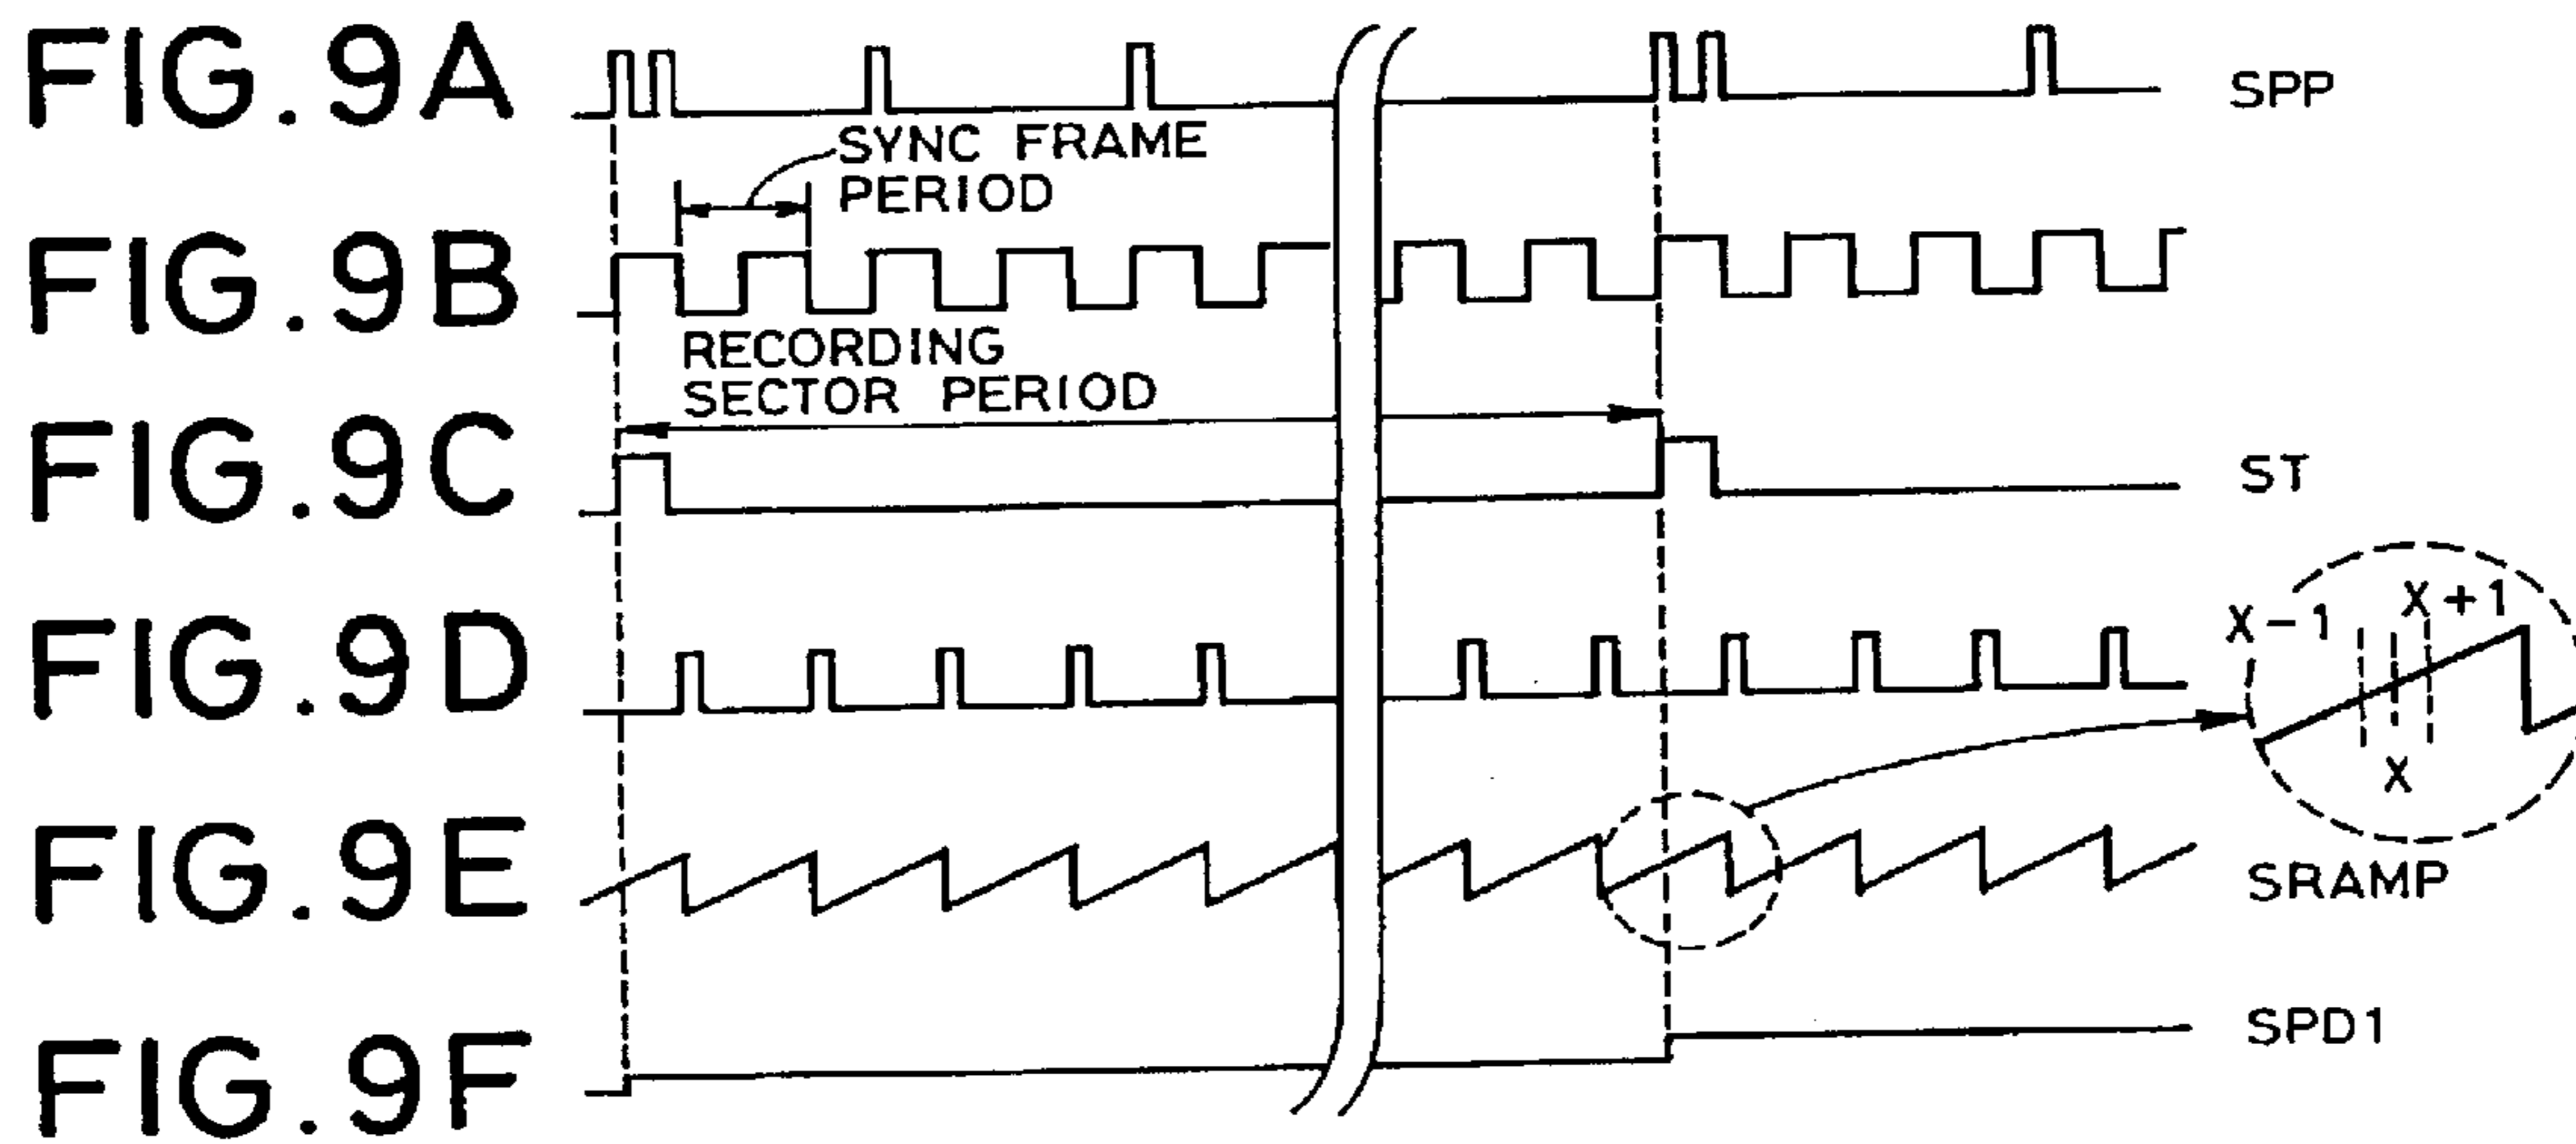 FIG.9A
SPP
SYNC FRAME
PERIOD
FIG.9B
RECORDING
SECTOR PERIOD
FIG.9C
ST
FIG.9D
X-1
X+1
X
FIG.9E
SRAMP
FIG.9F
SPD1